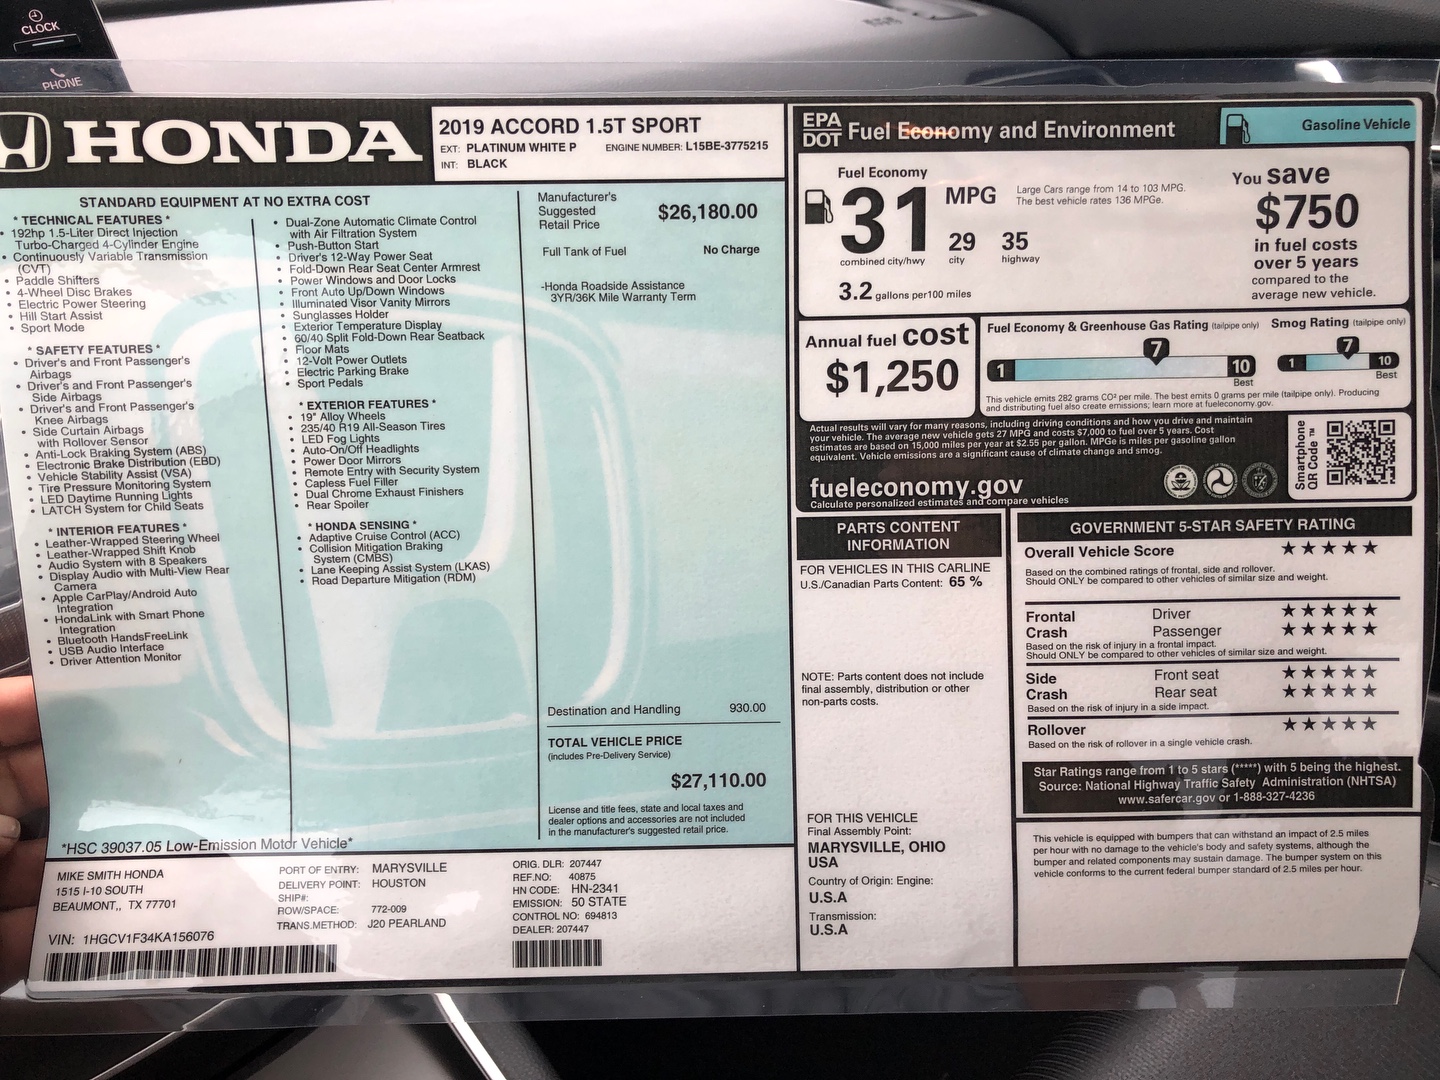 CLOCK
PHONE
HONDA
2019 ACCORD 1.5T SPORT
EXT: PLATINUM WHITE P ENGINE NUMBER: L15BE-3775215
INT: BLACK
STANDARD EQUIPMENT AT NO EXTRA COST
* TECHNICAL FEATURES *
• 192hp 1.5-Liter Direct Injection
Turbo-Charged 4-Cylinder Engine
• Continuously Variable Transmission
(CVT)
• Paddle Shifters
• 4-Wheel Disc Brakes
• Electric Power Steering
• Hill Start Assist
• Sport Mode
* SAFETY FEATURES *
• Driver's and Front Passenger's
Airbags
• Driver's and Front Passenger's
Side Airbags
• Driver's and Front Passenger's
Knee Airbags
• Side Curtain Airbags
with Rollover Sensor
• Anti-Lock Braking System (ABS)
• Electronic Brake Distribution (EBD)
• Vehicle Stability Assist (VSA)
• Tire Pressure Monitoring System
• LED Daytime Running Lights
• LATCH System for Child Seats
* INTERIOR FEATURES *
• Leather-Wrapped Steering Wheel
• Leather-Wrapped Shift Knob
• Audio System with 8 Speakers
• Display Audio with Multi-View Rear
Camera
• Apple CarPlay/Android Auto
Integration
• HondaLink with Smart Phone
Integration
• Bluetooth HandsFreeLink
• USB Audio Interface
• Driver Attention Monitor
• Dual-Zone Automatic Climate Control
with Air Filtration System
• Push-Button Start
• Driver's 12-Way Power Seat
• Fold-Down Rear Seat Center Armrest
• Power Windows and Door Locks
• Front Auto Up/Down Windows
• Illuminated Visor Vanity Mirrors
• Sunglasses Holder
• Exterior Temperature Display
• 60/40 Split Fold-Down Rear Seatback
• Floor Mats
• 12-Volt Power Outlets
• Electric Parking Brake
• Sport Pedals
* EXTERIOR FEATURES *
• 19" Alloy Wheels
• 235/40 R19 All-Season Tires
• LED Fog Lights
• Auto-On/Off Headlights
• Power Door Mirrors
• Remote Entry with Security System
• Capless Fuel Filler
• Dual Chrome Exhaust Finishers
• Rear Spoiler
* HONDA SENSING *
• Adaptive Cruise Control (ACC)
• Collision Mitigation Braking
System (CMBS)
• Lane Keeping Assist System (LKAS)
• Road Departure Mitigation (RDM)
*HSC 39037.05 Low-Emission Motor Vehicle*
Manufacturer's
Suggested
Retail Price $26,180.00
Full Tank of Fuel No Charge
-Honda Roadside Assistance
3YR/36K Mile Warranty Term
Destination and Handling 930.00
TOTAL VEHICLE PRICE
(includes Pre-Delivery Service)
$27,110.00
License and title fees, state and local taxes and
dealer options and accessories are not included
in the manufacturer's suggested retail price.
MIKE SMITH HONDA
1515 I-10 SOUTH
BEAUMONT,, TX 77701
VIN: 1HGCV1F34KA156076
PORT OF ENTRY: MARYSVILLE
DELIVERY POINT: HOUSTON
SHIP#:
ROW/SPACE: 772-009
TRANS.METHOD: J20 PEARLAND
ORIG. DLR: 207447
REF.NO: 40875
HN CODE: HN-2341
EMISSION: 50 STATE
CONTROL NO: 694813
DEALER: 207447
EPA
DOT Fuel Economy and Environment
Gasoline Vehicle
Fuel Economy
31 MPG
combined city/hwy
29
city
35
highway
3.2 gallons per 100 miles
Large Cars range from 14 to 103 MPG.
The best vehicle rates 136 MPGe.
You save
$750
in fuel costs
over 5 years
compared to the
average new vehicle.
Annual fuel cost
$1,250
Fuel Economy & Greenhouse Gas Rating (tailpipe only)
1 7 10
Best
Smog Rating (tailpipe only)
1 7 10
Best
This vehicle emits 282 grams CO² per mile. The best emits 0 grams per mile (tailpipe only). Producing
and distributing fuel also create emissions; learn more at fueleconomy.gov.
Actual results will vary for many reasons, including driving conditions and how you drive and maintain
your vehicle. The average new vehicle gets 27 MPG and costs $7,000 to fuel over 5 years. Cost
estimates are based on 15,000 miles per year at $2.55 per gallon. MPGe is miles per gasoline gallon
equivalent. Vehicle emissions are a significant cause of climate change and smog.
fueleconomy.gov
Calculate personalized estimates and compare vehicles
Smartphone
QR Code ™
PARTS CONTENT
INFORMATION
FOR VEHICLES IN THIS CARLINE
U.S./Canadian Parts Content: 65 %
NOTE: Parts content does not include
final assembly, distribution or other
non-parts costs.
FOR THIS VEHICLE
Final Assembly Point:
MARYSVILLE, OHIO
USA
Country of Origin: Engine:
U.S.A
Transmission:
U.S.A
GOVERNMENT 5-STAR SAFETY RATING
Overall Vehicle Score ★★★★★
Based on the combined ratings of frontal, side and rollover.
Should ONLY be compared to other vehicles of similar size and weight.
Frontal Driver ★★★★★
Crash Passenger ★★★★★
Based on the risk of injury in a frontal impact.
Should ONLY be compared to other vehicles of similar size and weight.
Side Front seat ★★★★★
Crash Rear seat ★★★★★
Based on the risk of injury in a side impact.
Rollover ★★★★★
Based on the risk of rollover in a single vehicle crash.
Star Ratings range from 1 to 5 stars (*****) with 5 being the highest.
Source: National Highway Traffic Safety Administration (NHTSA)
www.safercar.gov or 1-888-327-4236
This vehicle is equipped with bumpers that can withstand an impact of 2.5 miles
per hour with no damage to the vehicle's body and safety systems, although the
bumper and related components may sustain damage. The bumper system on this
vehicle conforms to the current federal bumper standard of 2.5 miles per hour.